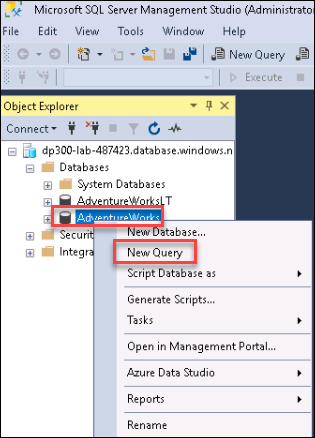 Microsoft SQL Server Management Studio (Administrator
File Edit View Tools Window Help
New Query
Execute
Object Explorer
Connect
dp300-lab-487423.database.windows.n
Databases
System Databases
AdventureWorksLT
AdventureWorks
Securi
Integra
New Database...
New Query
Script Database as
Generate Scripts...
Tasks
Open in Management Portal...
Azure Data Studio
Reports
Rename